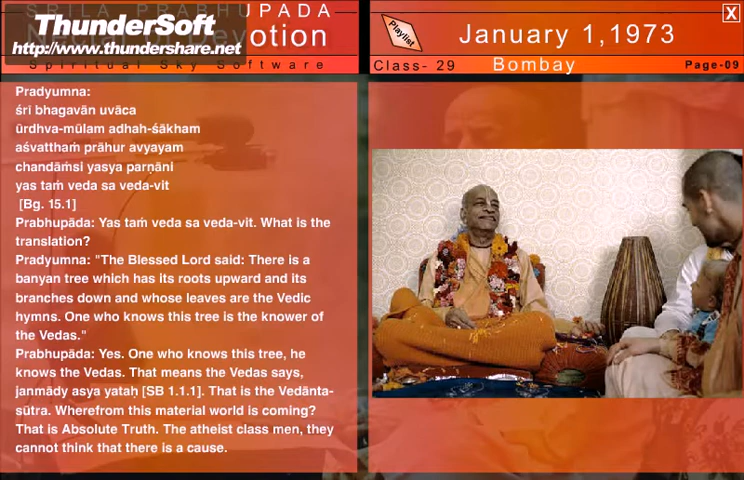 SRILA PRABHUPADA
ThunderSoft
http://www.thundershare.net
Spiritual Sky Software
Playlist
January 1,1973
X
Class- 29
Bombay
Page-09
Pradyumna:
śrī bhagavān uvāca
ūrdhva-mūlam adhah-śākham
aśvatthaṁ prāhur avyayam
chandāṁsi yasya parṇāni
yas taṁ veda sa veda-vit
[Bg. 15.1]
Prabhupāda: Yas taṁ veda sa veda-vit. What is the
translation?
Pradyumna: "The Blessed Lord said: There is a
banyan tree which has its roots upward and its
branches down and whose leaves are the Vedic
hymns. One who knows this tree is the knower of
the Vedas."
Prabhupāda: Yes. One who knows this tree, he
knows the Vedas. That means the Vedas says,
janmādy asya yataḥ [SB 1.1.1]. That is the Vedānta-
sūtra. Wherefrom this material world is coming?
That is Absolute Truth. The atheist class men, they
cannot think that there is a cause.